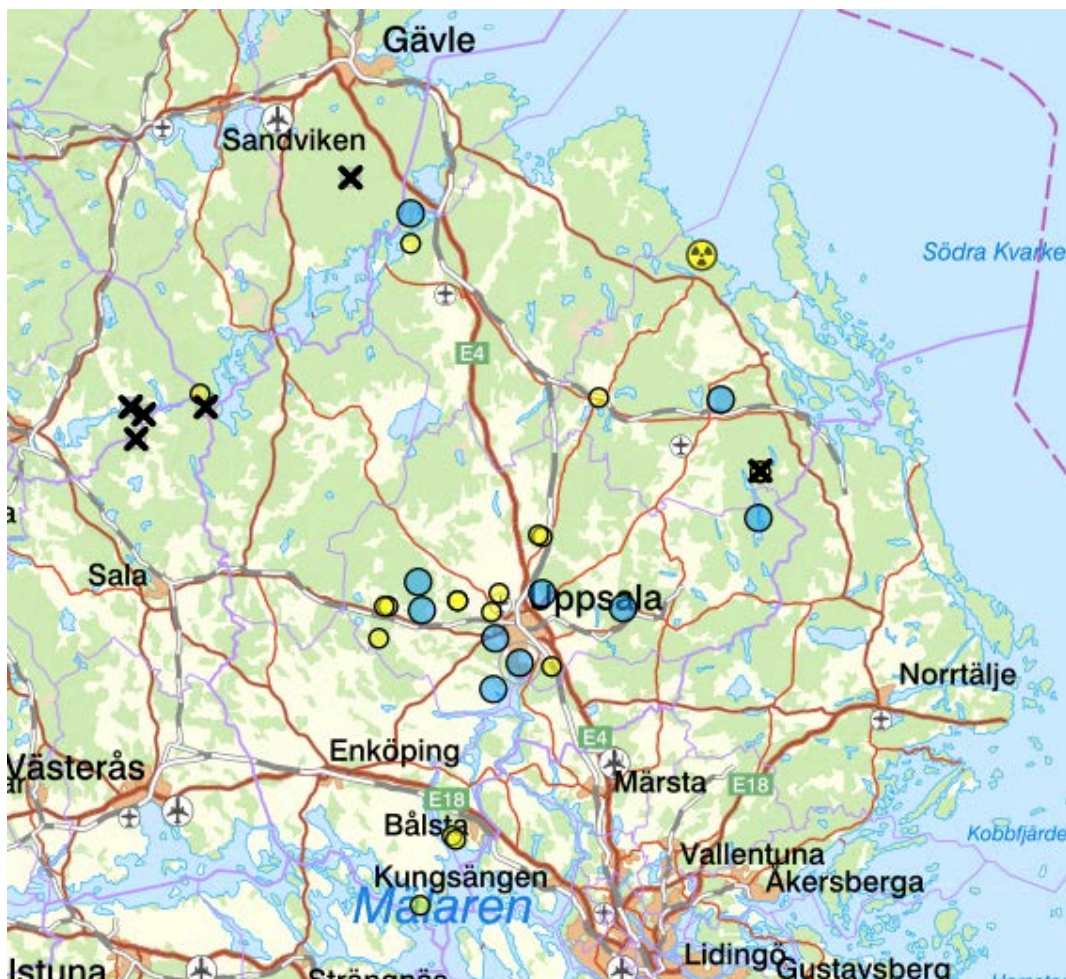 Gävle
Sandviken
Södra Kvarke
E4
Sala
Uppsala
Norrtälje
Enköping
E4
Västerås
Märsta
E18
E18
Bålsta
Kobbfjärde
Vallentuna
Kungsängen
Åkersberga
Mälaren
Lidingö
Gustavsberg
Strängnäs